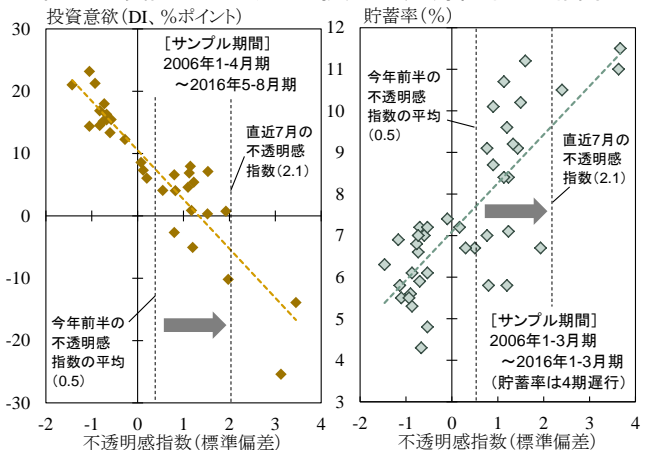 投資意欲(DI、%ポイント)
30
20
10
0
-10
-20
-30
-2
-1
0
1
2
3
4
不透明感指数(標準偏差)
[サンプル期間]
2006年1-4月期
～2016年5-8月期
直近7月の
不透明感
指数(2.1)
今年前半の
不透明感
指数の平均
(0.5)
貯蓄率(%)
12
11
10
9
8
7
6
5
4
3
-2
0
2
4
不透明感指数(標準偏差)
今年前半の
不透明感
指数の平均
(0.5)
直近7月の
不透明感
指数(2.1)
[サンプル期間]
2006年1-3月期
～2016年1-3月期
(貯蓄率は4期遅行)